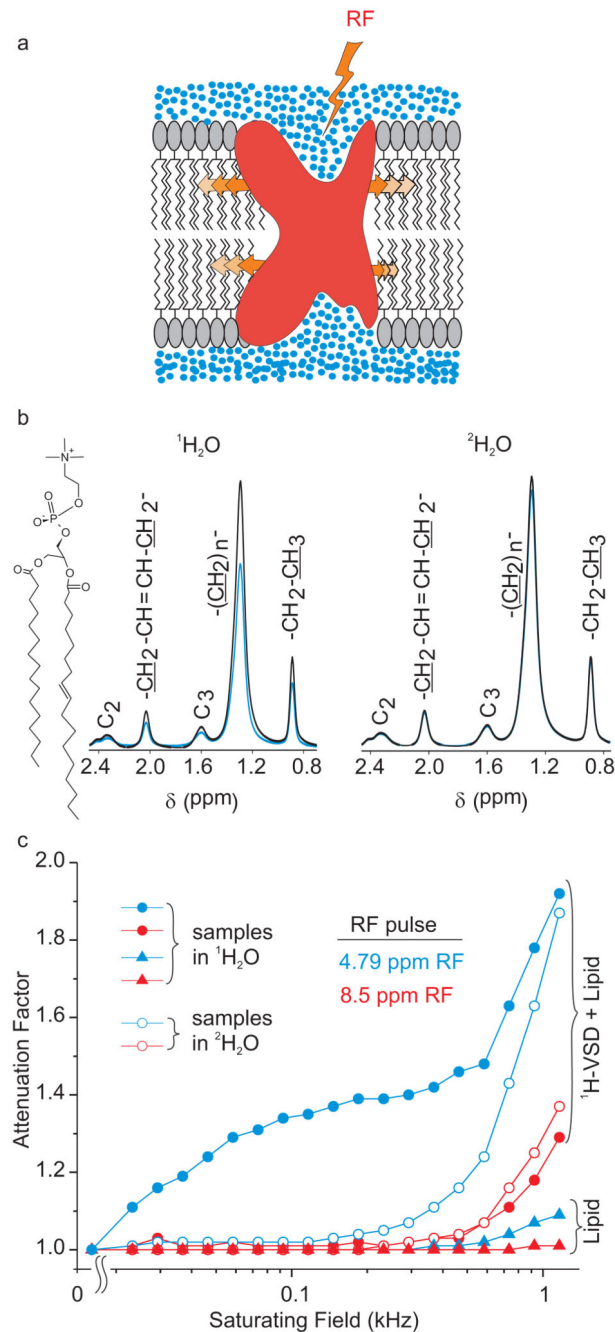 a
RF
b
¹H₂O
²H₂O
N⁺
O
O⁻
P
O
O
O
O
O
O
C₂
-CH₂-CH=CH-CH₂-
C₃
-(CH₂)n-
-CH₂-CH₃
C₂
-CH₂-CH=CH-CH₂-
C₃
-(CH₂)n-
-CH₂-CH₃
2.4 2.0 1.6 1.2 0.8
2.4 2.0 1.6 1.2 0.8
δ (ppm)
δ (ppm)
c
2.0
1.8
1.6
1.4
1.2
1.0
Attenuation Factor
samples
in ¹H₂O
samples
in ²H₂O
RF pulse
4.79 ppm RF
8.5 ppm RF
¹H-VSD + Lipid
Lipid
0 0.1 1
Saturating Field (kHz)